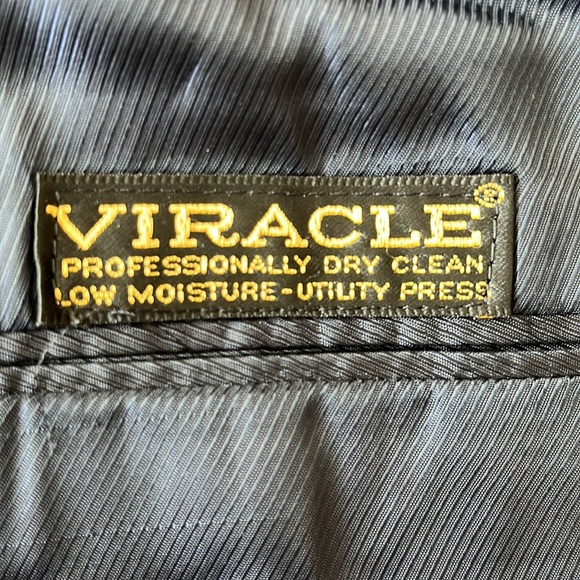 VIRACLE®
PROFESSIONALLY DRY CLEAN
LOW MOISTURE-UTILITY PRESS